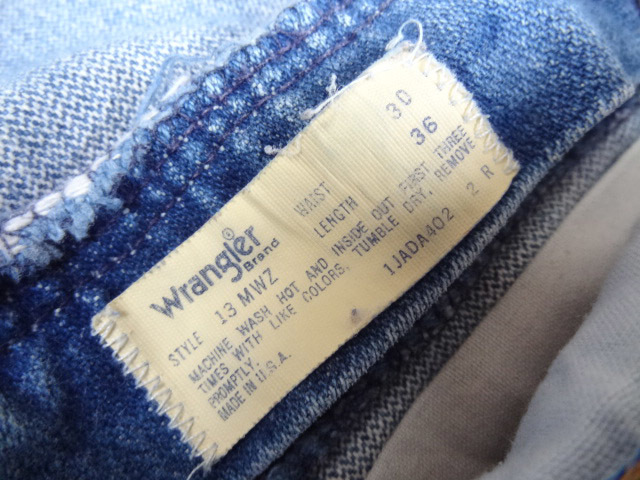 Wrangler®
Brand
STYLE 13 MWZ
WAIST 30
LENGTH 36
MACHINE WASH HOT AND INSIDE OUT FIRST THREE
TIMES WITH LIKE COLORS. TUMBLE DRY, REMOVE
PROMPTLY.
MADE IN U.S.A.
1JADA402 2 R